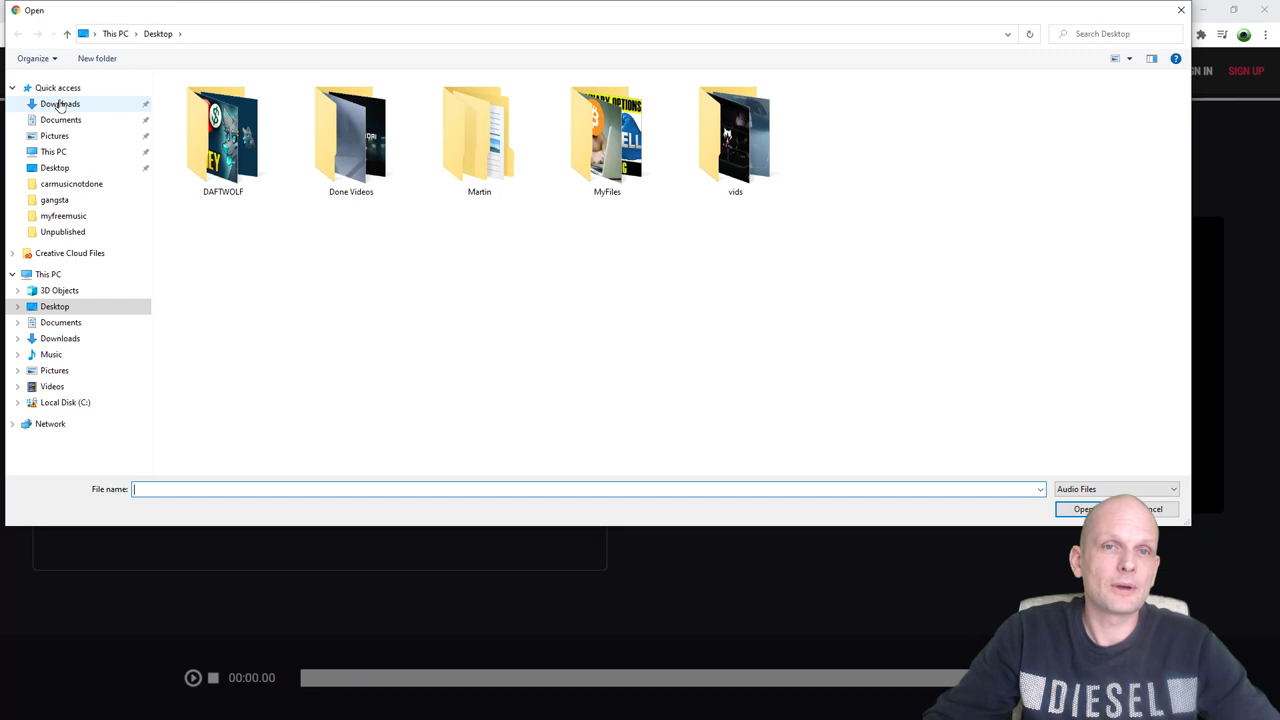 Open
This PC
Desktop
Search Desktop
Organize
New folder
GN IN
SIGN UP
Quick access
Downloads
Documents
Pictures
This PC
Desktop
carmusicnotdone
gangsta
myfreemusic
Unpublished
Creative Cloud Files
This PC
3D Objects
Desktop
Documents
Downloads
Music
Pictures
Videos
Local Disk (C:)
Network
DAFTWOLF
Done Videos
Martin
MyFiles
vids
File name:
Audio Files
Open
ncel
00:00.00
DIESEL